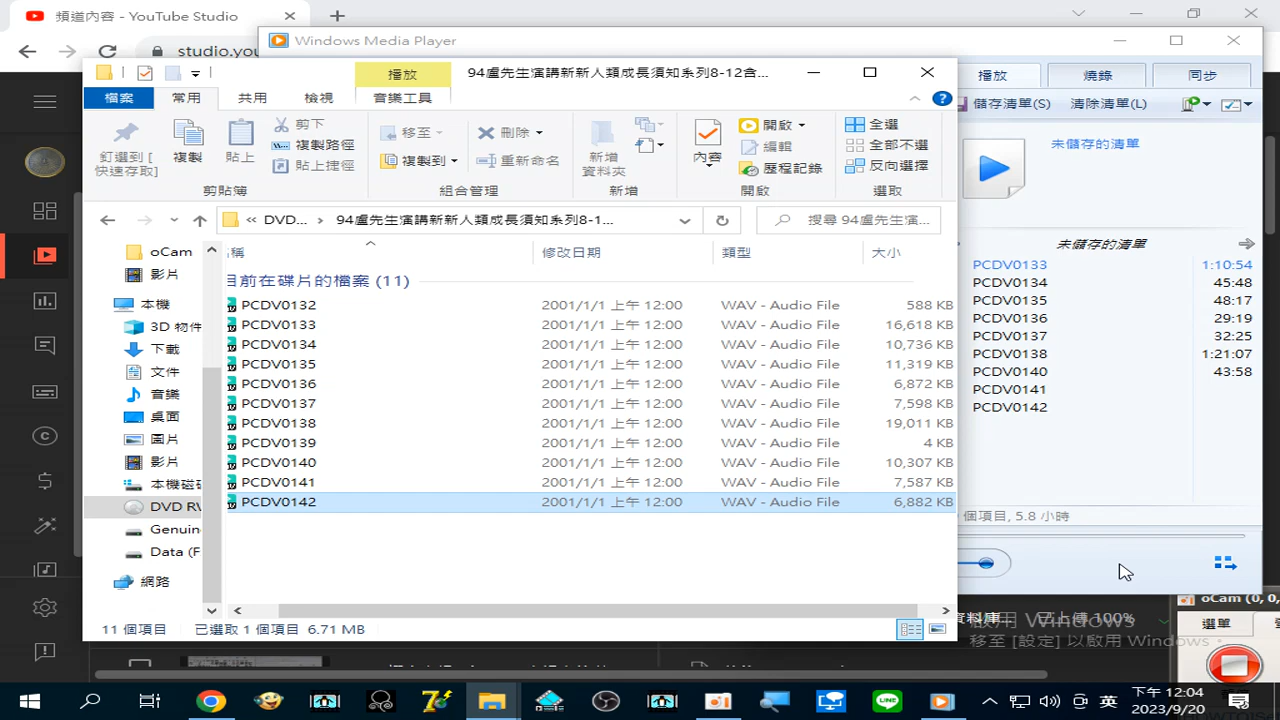 頻道內容 - YouTube Studio
studio.you
Windows Media Player
播放
94盧先生演講新新人類成長須知系列8-12含...
檔案
常用
共用
檢視
音樂工具
釘選到 [
快速存取]
複製
貼上
剪下
複製路徑
貼上捷徑
剪貼簿
移至
複製到
刪除
重新命名
組合管理
新增
資料夾
新增
內容
開啟
編輯
歷程記錄
開啟
全選
全部不選
反向選擇
選取
« DVD... › 94盧先生演講新新人類成長須知系列8-1...
搜尋 94盧先生演...
oCam
影片
本機
3D 物件
下載
文件
音樂
桌面
圖片
影片
本機磁碟
DVD RW
Genuin
Data (F
網路
稱
修改日期
類型
大小
目前在碟片的檔案 (11)
PCDV0132 2001/1/1 上午 12:00 WAV - Audio File 588 KB
PCDV0133 2001/1/1 上午 12:00 WAV - Audio File 16,618 KB
PCDV0134 2001/1/1 上午 12:00 WAV - Audio File 10,736 KB
PCDV0135 2001/1/1 上午 12:00 WAV - Audio File 11,319 KB
PCDV0136 2001/1/1 上午 12:00 WAV - Audio File 6,872 KB
PCDV0137 2001/1/1 上午 12:00 WAV - Audio File 7,598 KB
PCDV0138 2001/1/1 上午 12:00 WAV - Audio File 19,011 KB
PCDV0139 2001/1/1 上午 12:00 WAV - Audio File 4 KB
PCDV0140 2001/1/1 上午 12:00 WAV - Audio File 10,307 KB
PCDV0141 2001/1/1 上午 12:00 WAV - Audio File 7,587 KB
PCDV0142 2001/1/1 上午 12:00 WAV - Audio File 6,882 KB
11 個項目
已選取 1 個項目 6.71 MB
播放
燒錄
同步
儲存清單(S)
清除清單(L)
未儲存的清單
未儲存的清單
PCDV0133 1:10:54
PCDV0134 45:48
PCDV0135 48:17
PCDV0136 29:19
PCDV0137 32:25
PCDV0138 1:21:07
PCDV0140 43:58
PCDV0141
PCDV0142
個項目, 5.8 小時
oCam (0, 0,
選單
資料庫
已上傳 100%
啟用 Windows
移至 [設定] 以啟用 Windows。
英
下午 12:04
2023/9/20